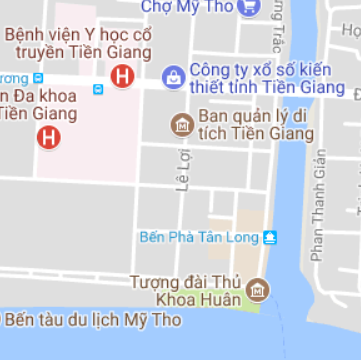 Chợ Mỹ Tho
Bệnh viện Y học cổ
truyền Tiền Giang
Công ty xổ số kiến
thiết tỉnh Tiền Giang
ương
n Đa khoa
Tiền Giang
Ban quản lý di
tích Tiền Giang
Lê Lợi
Phan Thanh Giản
Bến Phà Tân Long
Tượng đài Thủ
Khoa Huân
Bến tàu du lịch Mỹ Tho